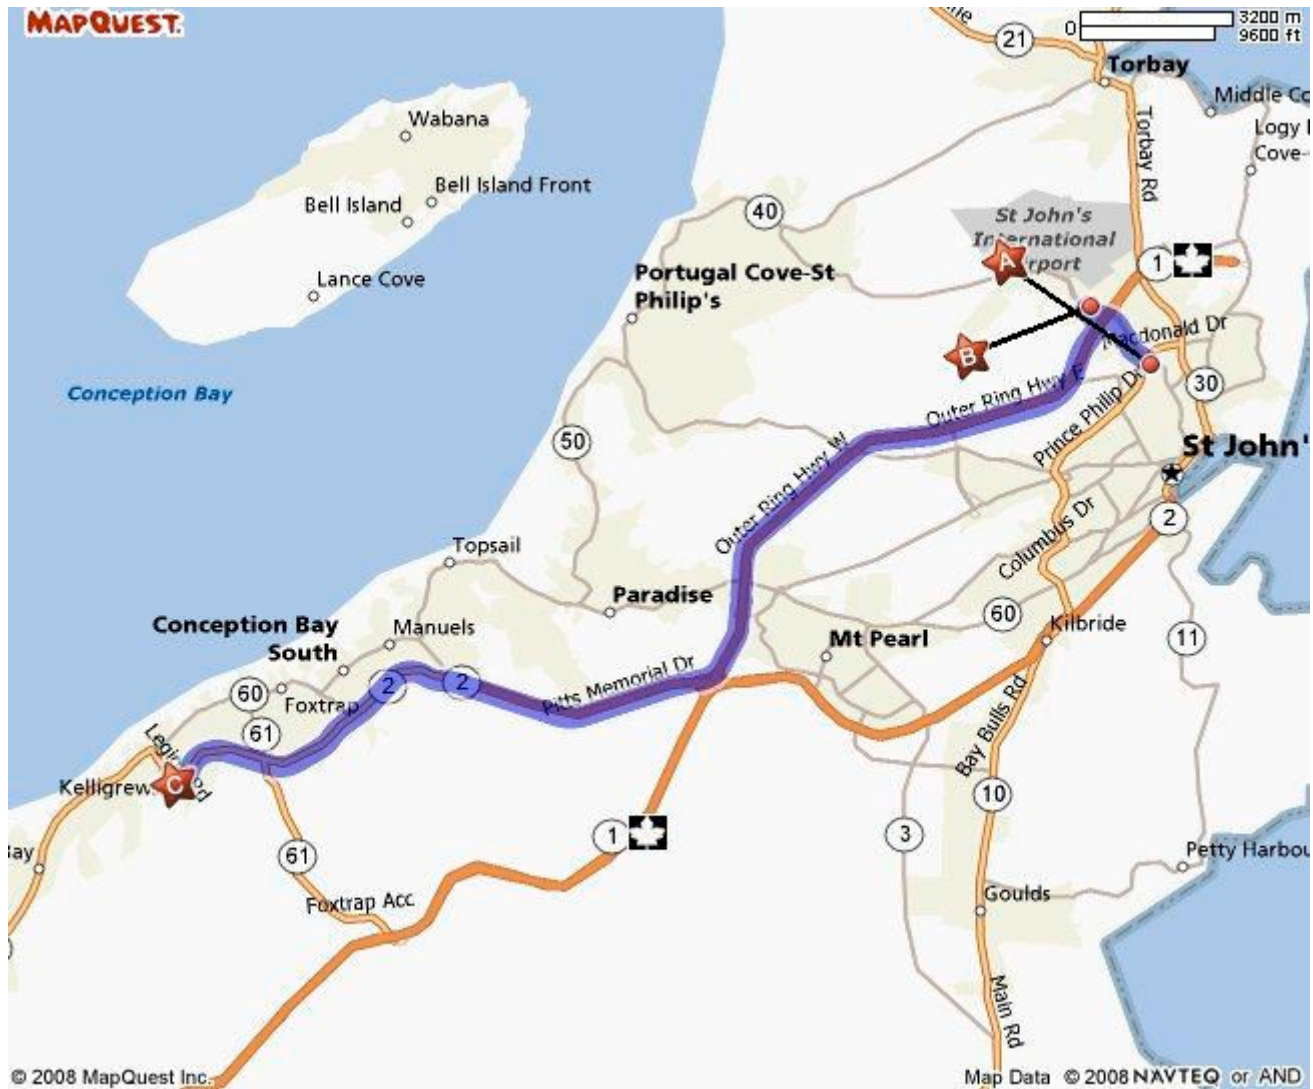 MAPQUEST.
0
3200 m
9600 ft
21
Torbay
Middle
Logy
Cove-
Wabana
Torbay Rd
Bell Island Front
Bell Island
40
St John's
International
Lance Cove
A
1
Portugal Cove-St
Philip's
B
Macdonald Dr
Conception Bay
Outer Ring Hwy E
30
50
Prince Philip
St John'
Outer Ring Hwy W
2
Columbus Dr
Topsail
Paradise
60
Conception Bay
South
Manuels
Mt Pearl
Kilbride
11
Pitts Memorial Dr
2
2
60
Foxtrap
61
Bay Bulls Rd
Kelligrew
C
10
1
3
61
Petty Harbou
Foxtrap Acc
Goulds
Main Rd
© 2008 MapQuest Inc.
Map Data © 2008 NAVTEQ or AND